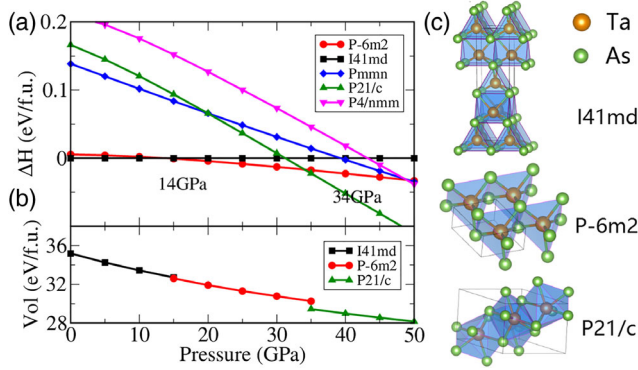 (a)
0.2
0.1
0
ΔH (eV/f.u.)
P-6m2
I41md
Pmmn
P21/c
P4/nmm
14GPa
34GPa
(b)
36
32
28
Vol (eV/f.u.)
I41md
P-6m2
P21/c
0 10 20 30 40 50
Pressure (GPa)
(c)
Ta
As
I41md
P-6m2
P21/c